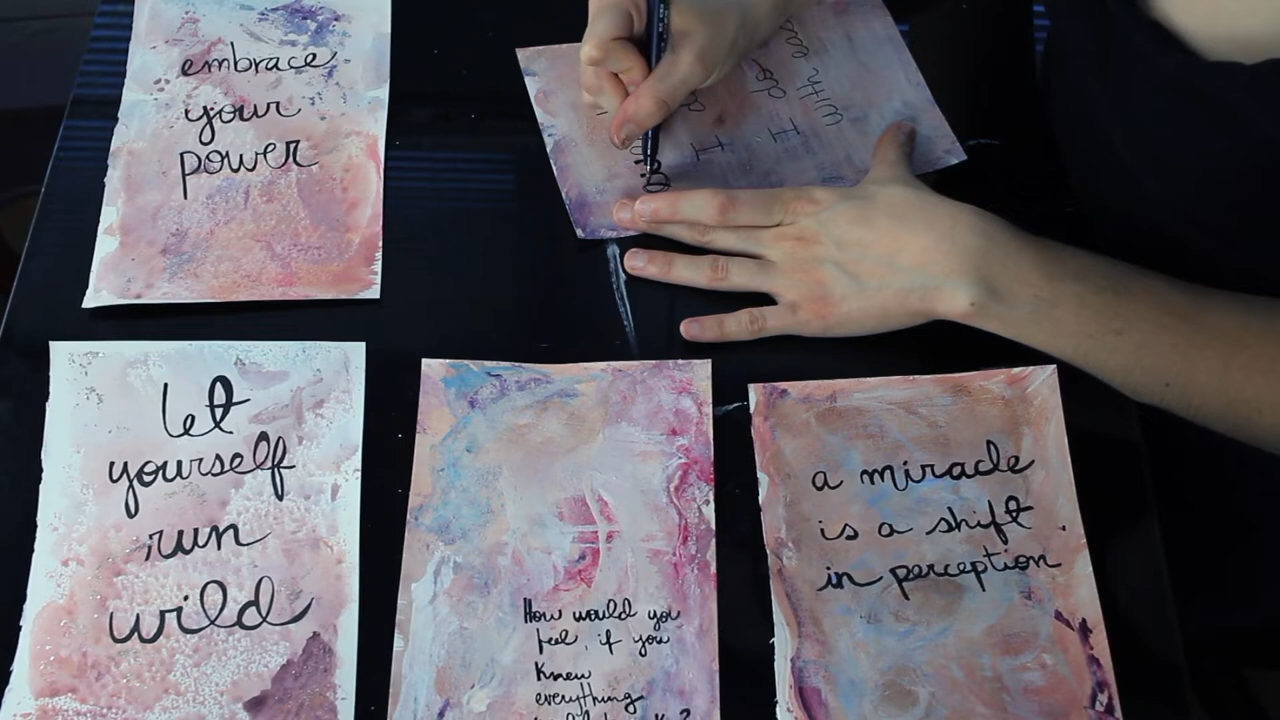 embrace
your
power
I
I do
with
let
yourself
run
wild
How would you
feel, if you
knew
everything
a miracle
is a shift
in perception